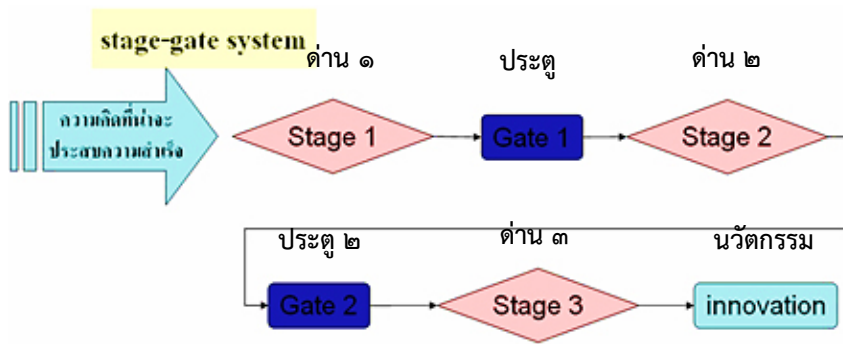 stage-gate system
ด่าน ๑
ประตู
ด่าน ๒
ความคิดที่น่าจะ
ประสบความสำเร็จ
Stage 1
Gate 1
Stage 2
ประตู ๒
ด่าน ๓
นวัตกรรม
Gate 2
Stage 3
innovation